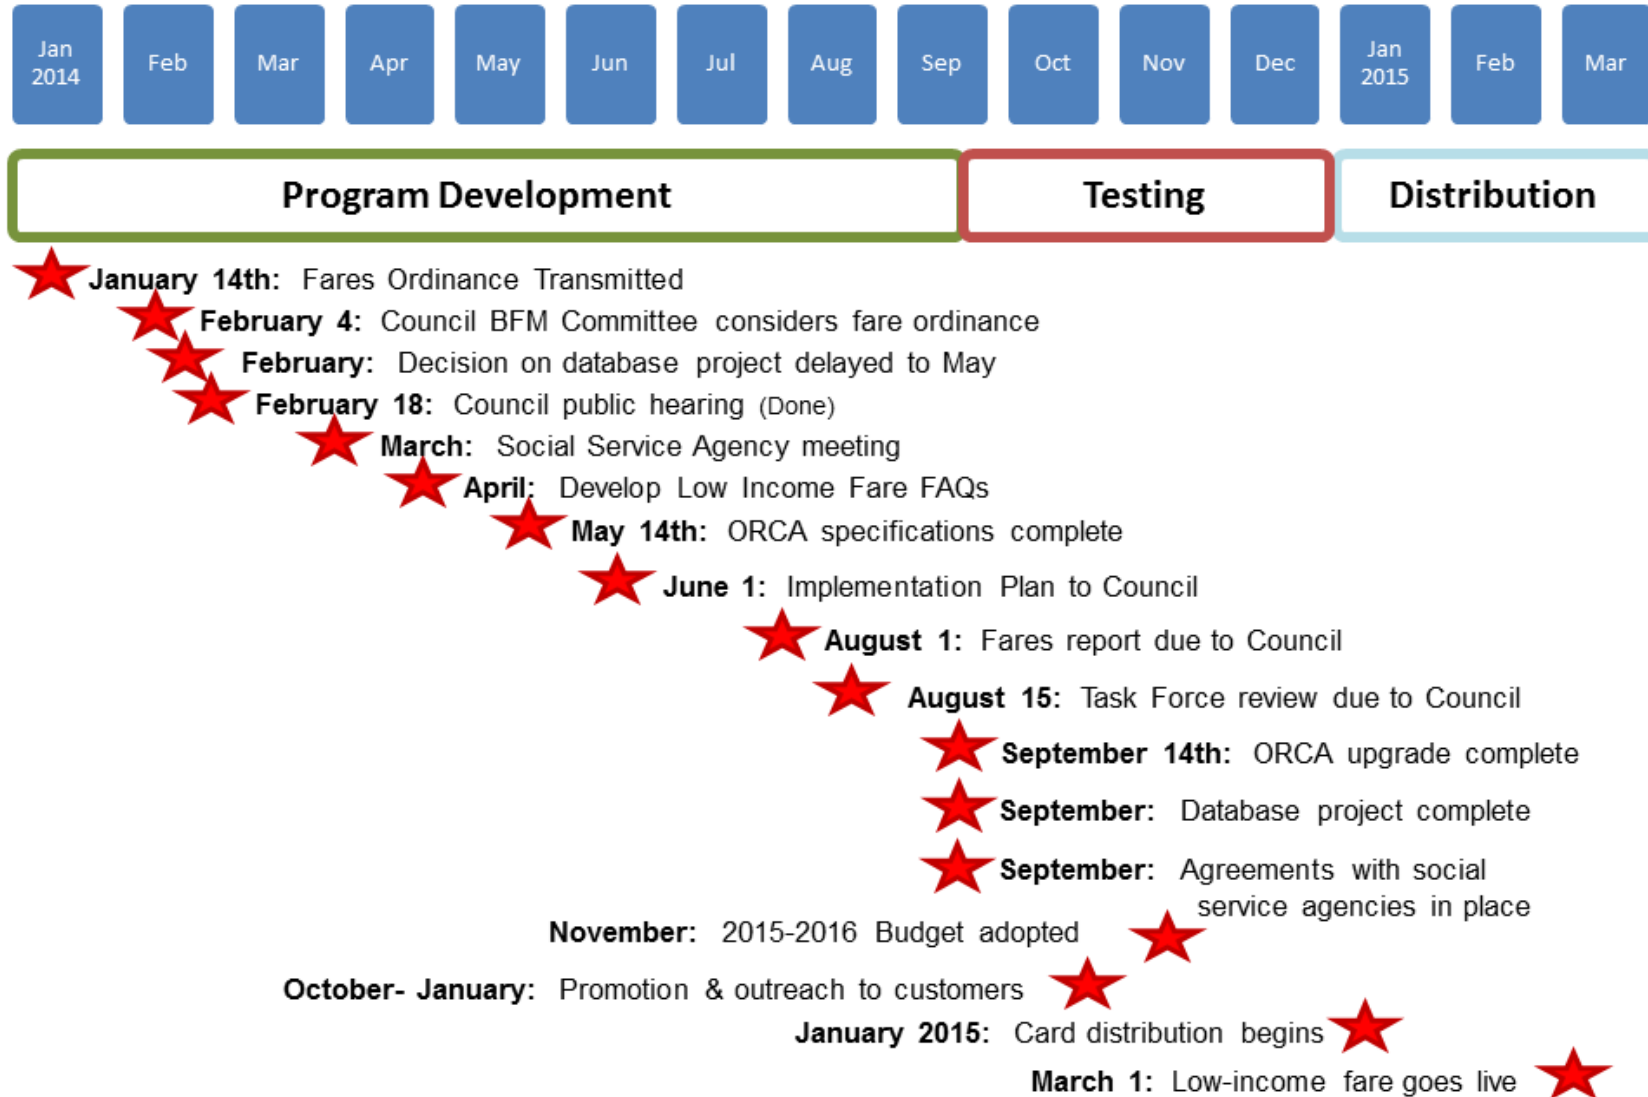 Jan
2014
Feb
Mar
Apr
May
Jun
Jul
Aug
Sep
Oct
Nov
Dec
Jan
2015
Feb
Mar
Program Development
Testing
Distribution
January 14th: Fares Ordinance Transmitted
February 4: Council BFM Committee considers fare ordinance
February: Decision on database project delayed to May
February 18: Council public hearing (Done)
March: Social Service Agency meeting
April: Develop Low Income Fare FAQs
May 14th: ORCA specifications complete
June 1: Implementation Plan to Council
August 1: Fares report due to Council
August 15: Task Force review due to Council
September 14th: ORCA upgrade complete
September: Database project complete
September: Agreements with social
service agencies in place
November: 2015-2016 Budget adopted
October- January: Promotion & outreach to customers
January 2015: Card distribution begins
March 1: Low-income fare goes live